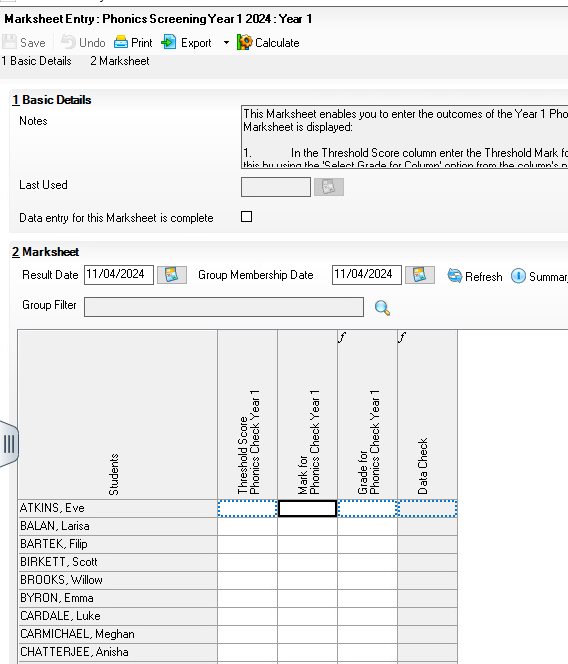 Marksheet Entry : Phonics Screening Year 1 2024 : Year 1
Save Undo Print Export Calculate
1 Basic Details 2 Marksheet
1 Basic Details
Notes
This Marksheet enables you to enter the outcomes of the Year 1 Pho
Marksheet is displayed:
1. In the Threshold Score column enter the Threshold Mark fo
this by using the 'Select Grade for Column' option from the column's
Last Used
Data entry for this Marksheet is complete
2 Marksheet
Result Date 11/04/2024 Group Membership Date 11/04/2024 Refresh Summar
Group Filter
f f
Students
Threshold Score
Phonics Check Year 1
Mark for
Phonics Check Year 1
Grade for
Phonics Check Year 1
Data Check
ATKINS, Eve
BALAN, Larisa
BARTEK, Filip
BIRKETT, Scott
BROOKS, Willow
BYRON, Emma
CARDALE, Luke
CARMICHAEL, Meghan
CHATTERJEE, Anisha